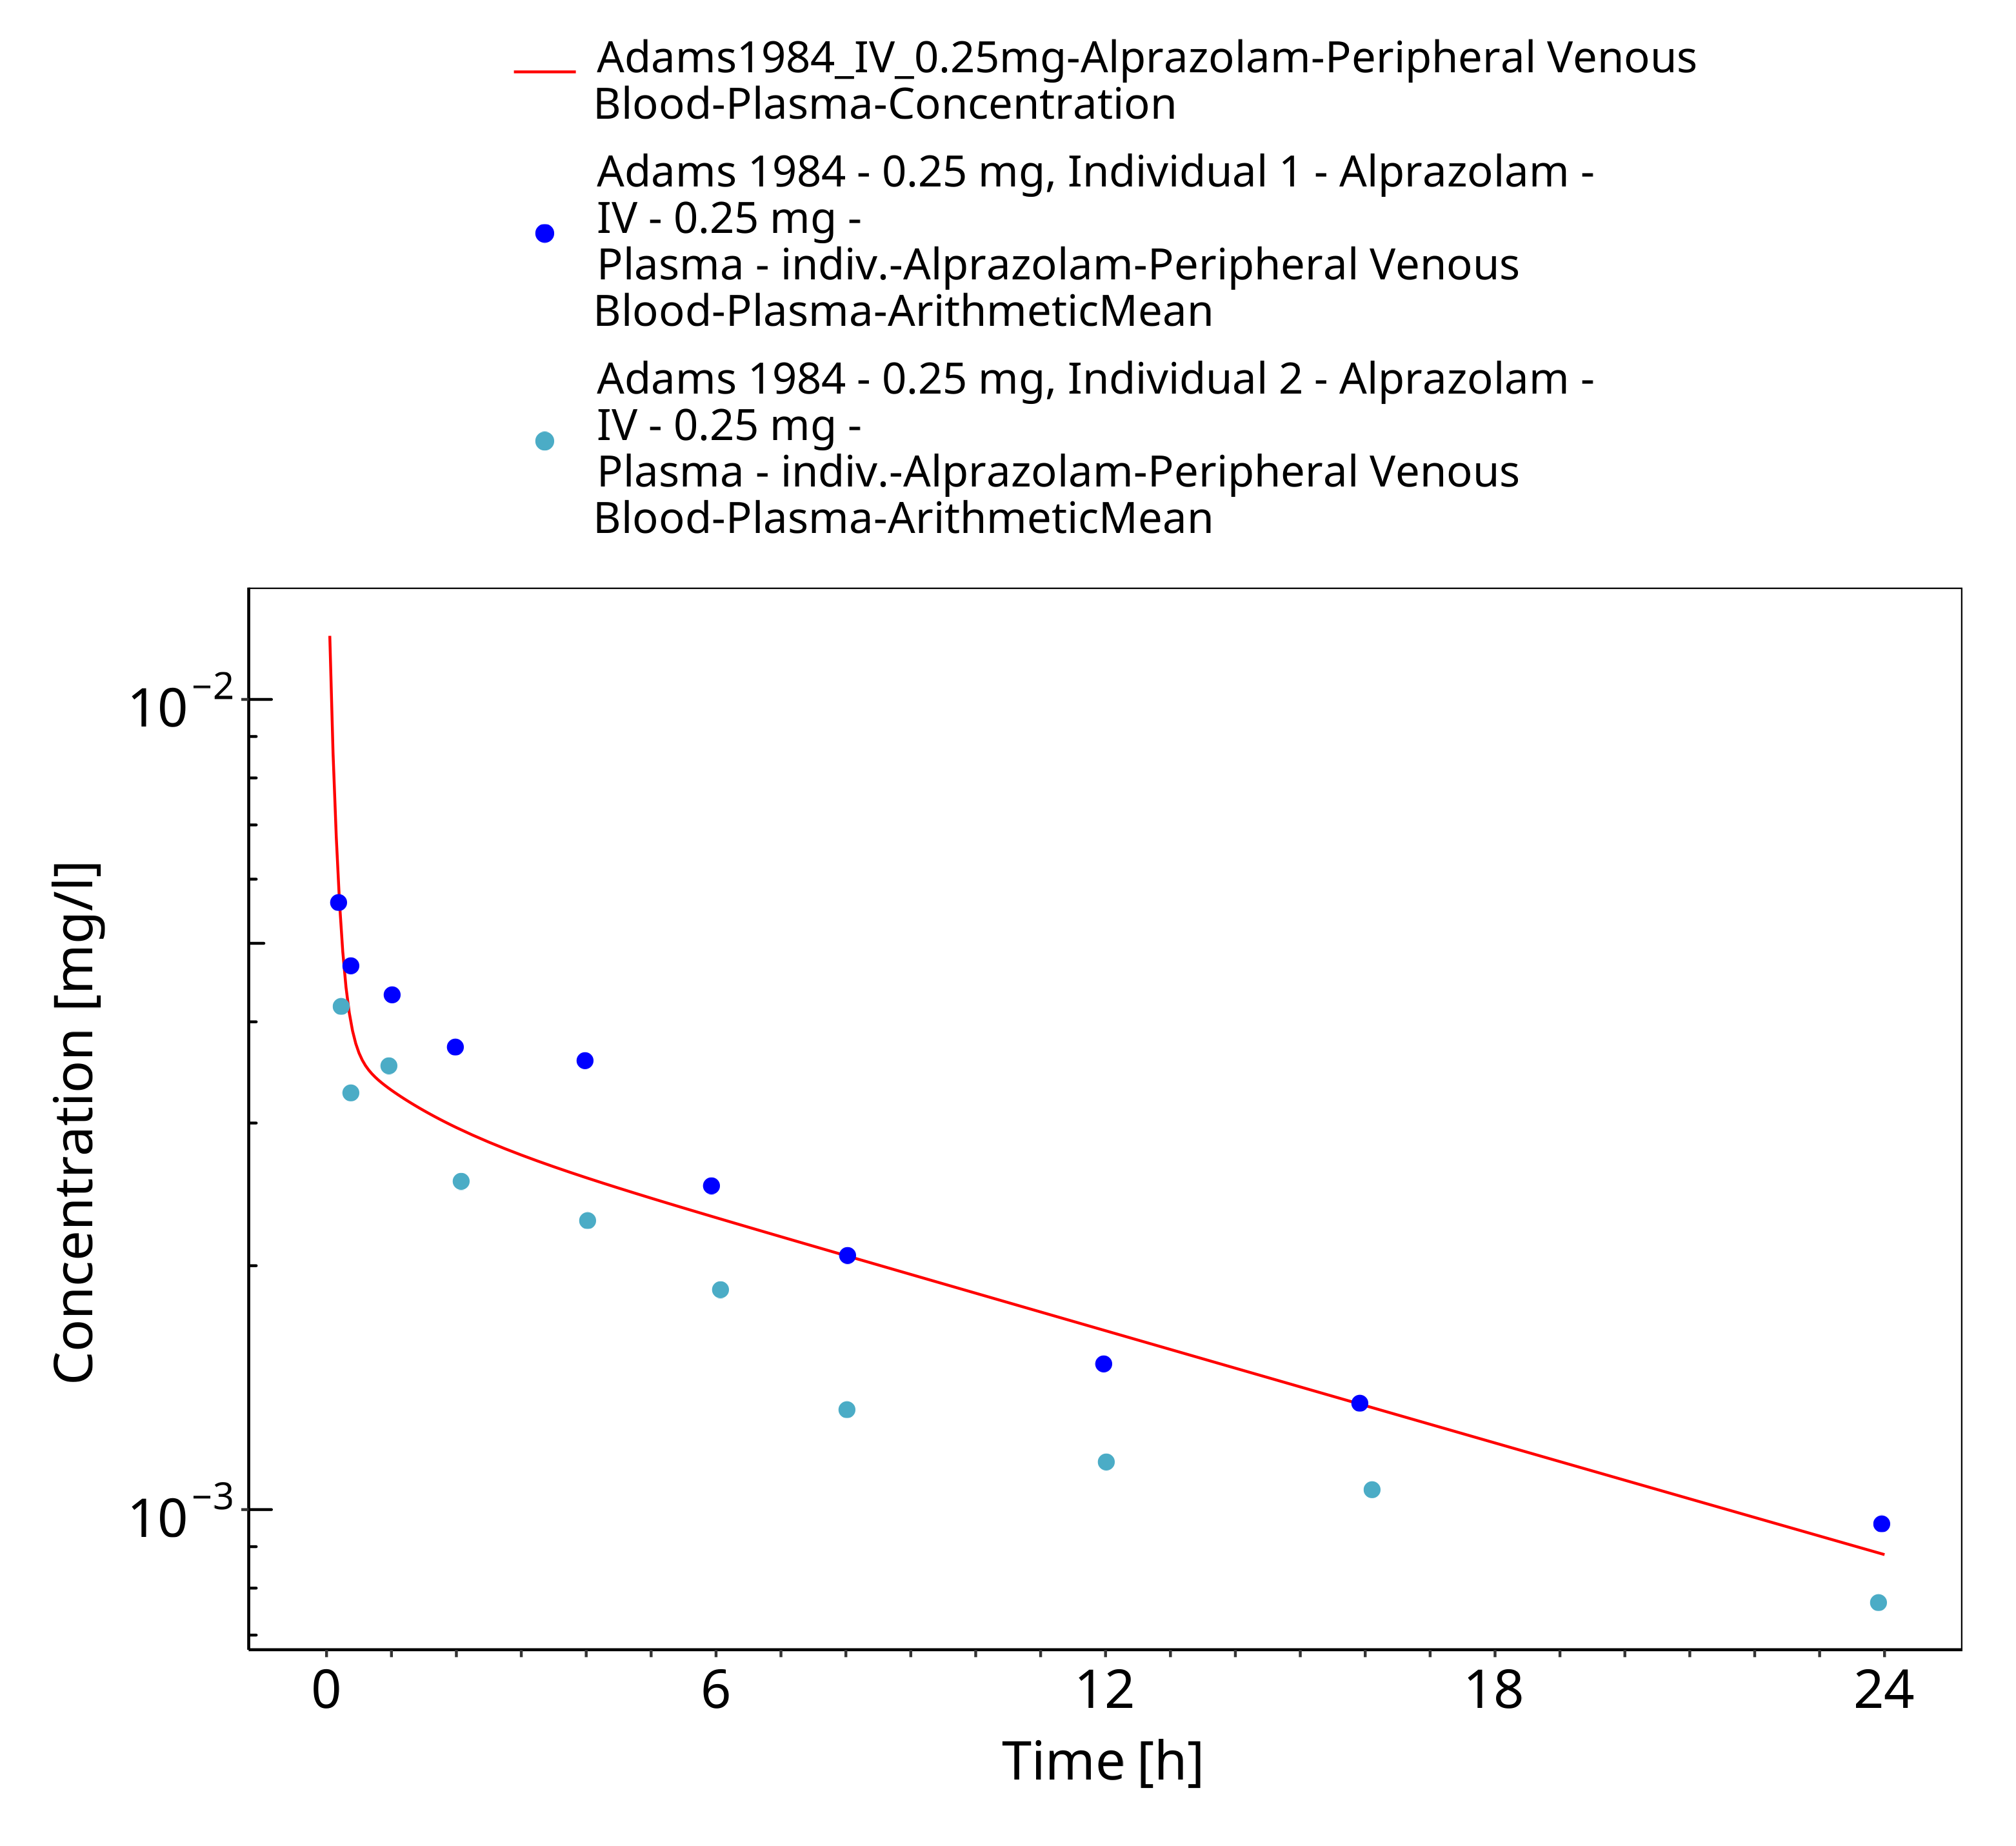 Adams1984_IV_0.25mg-Alprazolam-Peripheral Venous
Blood-Plasma-Concentration
Adams 1984 - 0.25 mg, Individual 1 - Alprazolam -
IV - 0.25 mg -
Plasma - indiv.-Alprazolam-Peripheral Venous
Blood-Plasma-ArithmeticMean
Adams 1984 - 0.25 mg, Individual 2 - Alprazolam -
IV - 0.25 mg -
Plasma - indiv.-Alprazolam-Peripheral Venous
Blood-Plasma-ArithmeticMean
Concentration [mg/l]
10⁻²
10⁻³
0 6 12 18 24
Time [h]